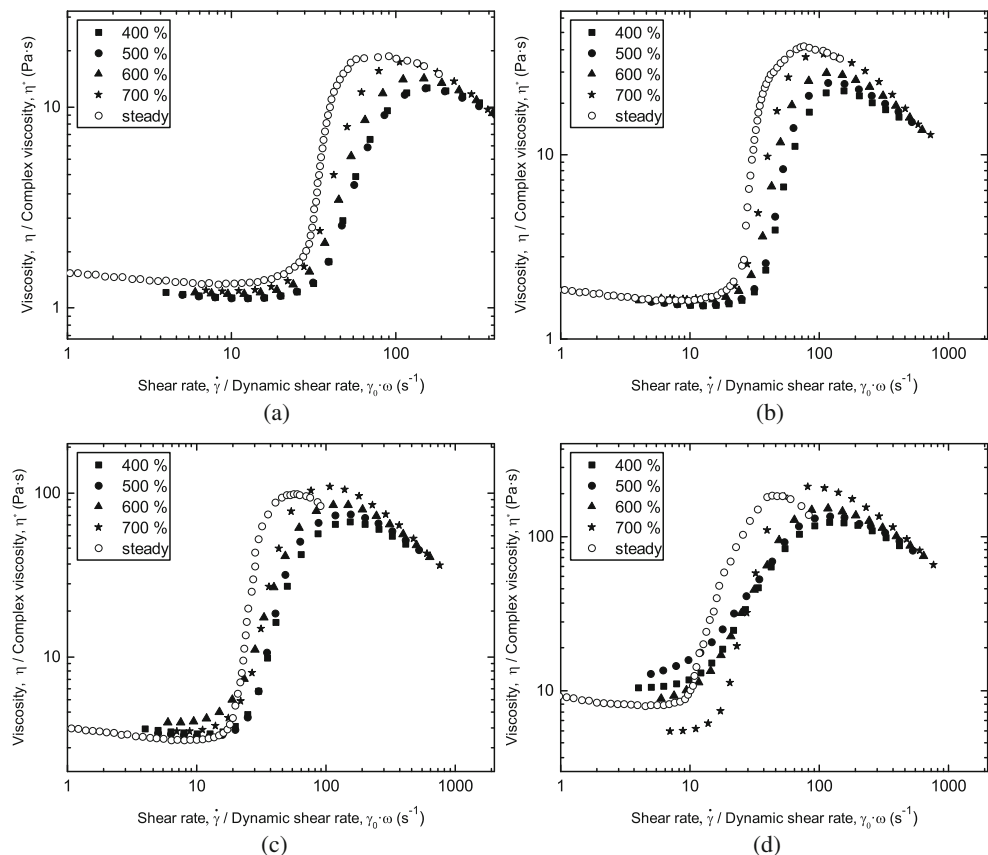 400 %
500 %
600 %
700 %
steady
10
1
1
10
100
Viscosity, η / Complex viscosity, η* (Pa·s)
Shear rate, γ̇ / Dynamic shear rate, γ₀·ω (s⁻¹)
(a)
400 %
500 %
600 %
700 %
steady
10
1
1
10
100
1000
Viscosity, η / Complex viscosity, η* (Pa·s)
Shear rate, γ̇ / Dynamic shear rate, γ₀·ω (s⁻¹)
(b)
400 %
500 %
600 %
700 %
steady
100
10
1
10
100
1000
Viscosity, η / Complex viscosity, η* (Pa·s)
Shear rate, γ̇ / Dynamic shear rate, γ₀·ω (s⁻¹)
(c)
400 %
500 %
600 %
700 %
steady
100
10
1
10
100
1000
Viscosity, η / Complex viscosity, η* (Pa·s)
Shear rate, γ̇ / Dynamic shear rate, γ₀·ω (s⁻¹)
(d)